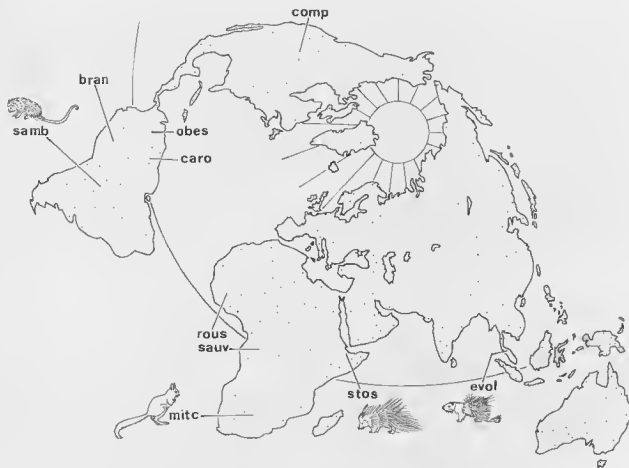 comp
bran
samb
obes
caro
rous
sauv
stos
evol
mitc